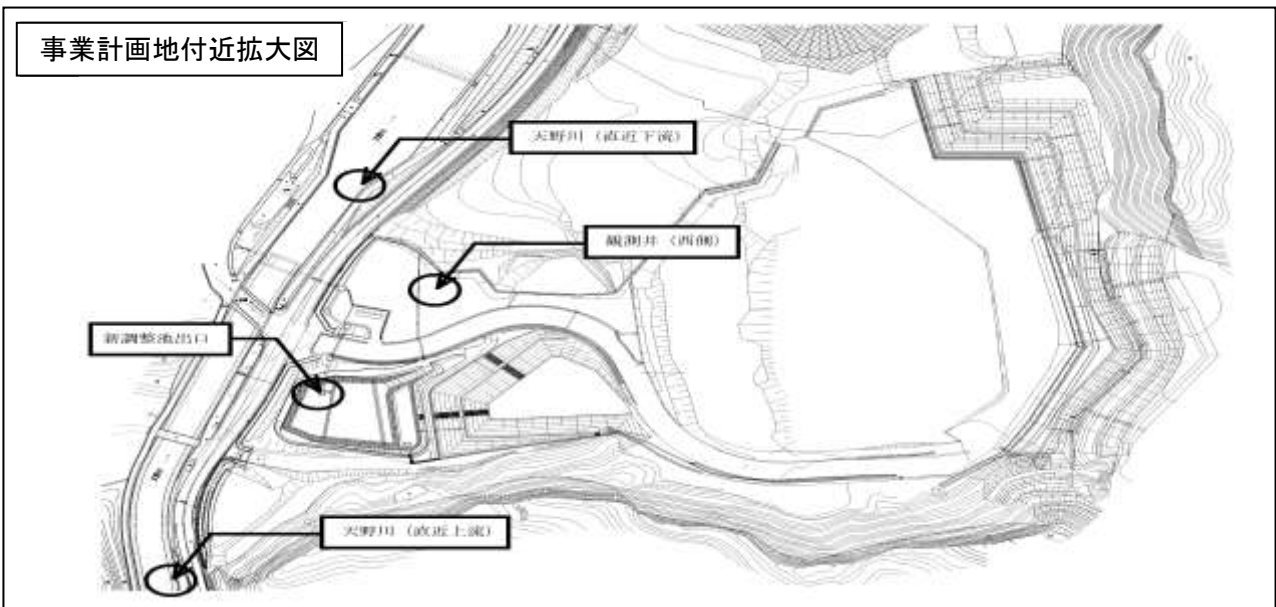 事業計画地付近拡大図
天野川（直近下流）
観測井（西側）
新調整池出口
天野川（直近上流）